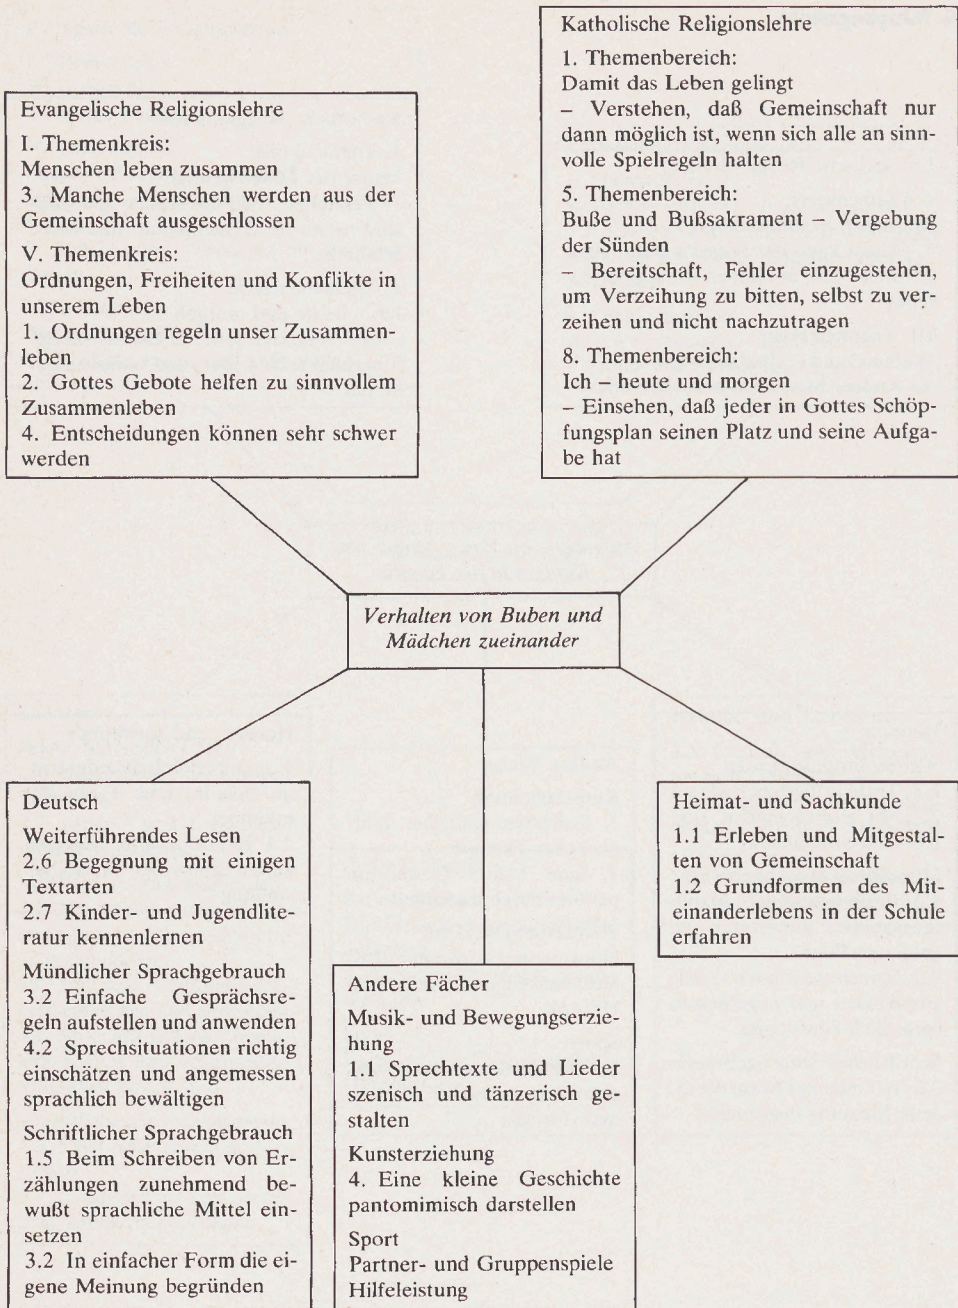 Katholische Religionslehre
1. Themenbereich:
Damit das Leben gelingt
– Verstehen, daß Gemeinschaft nur
dann möglich ist, wenn sich alle an sinn-
volle Spielregeln halten
5. Themenbereich:
Buße und Bußsakrament – Vergebung
der Sünden
– Bereitschaft, Fehler einzugestehen,
um Verzeihung zu bitten, selbst zu ver-
zeihen und nicht nachzutragen
8. Themenbereich:
Ich – heute und morgen
– Einsehen, daß jeder in Gottes Schöp-
fungsplan seinen Platz und seine Aufga-
be hat
Evangelische Religionslehre
I. Themenkreis:
Menschen leben zusammen
3. Manche Menschen werden aus der
Gemeinschaft ausgeschlossen
V. Themenkreis:
Ordnungen, Freiheiten und Konflikte in
unserem Leben
1. Ordnungen regeln unser Zusammen-
leben
2. Gottes Gebote helfen zu sinnvollem
Zusammenleben
4. Entscheidungen können sehr schwer
werden
Verhalten von Buben und
Mädchen zueinander
Deutsch
Weiterführendes Lesen
2.6 Begegnung mit einigen
Textarten
2.7 Kinder- und Jugendlite-
ratur kennenlernen
Mündlicher Sprachgebrauch
3.2 Einfache Gesprächsre-
geln aufstellen und anwenden
4.2 Sprechsituationen richtig
einschätzen und angemessen
sprachlich bewältigen
Schriftlicher Sprachgebrauch
1.5 Beim Schreiben von Er-
zählungen zunehmend be-
wußt sprachliche Mittel ein-
setzen
3.2 In einfacher Form die ei-
gene Meinung begründen
Andere Fächer
Musik- und Bewegungserzie-
hung
1.1 Sprechtexte und Lieder
szenisch und tänzerisch ge-
stalten
Kunsterziehung
4. Eine kleine Geschichte
pantomimisch darstellen
Sport
Partner- und Gruppenspiele
Hilfeleistung
Heimat- und Sachkunde
1.1 Erleben und Mitgestal-
ten von Gemeinschaft
1.2 Grundformen des Mit-
einanderlebens in der Schule
erfahren